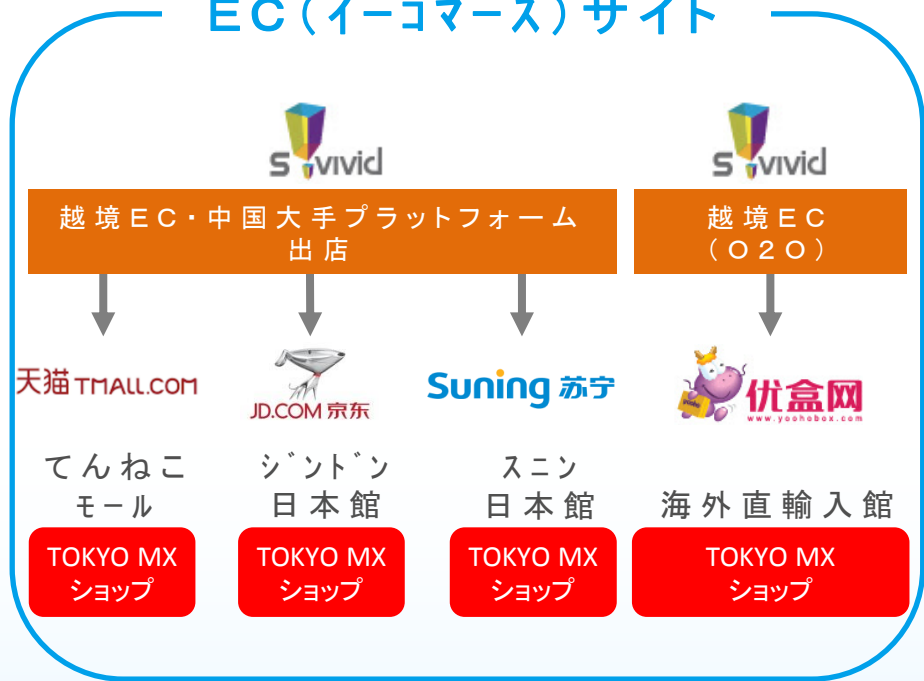 EC(イーコマース)サイト
S vivid
S vivid
越境EC・中国大手プラットフォーム
出店
越境EC
(O2O)
天猫 TMALL.COM
JD.COM 京东
Suning 苏宁
yooho
优盒网
www.yoohobox.com
てんねこ
モール
ジンドン
日本館
スニン
日本館
海外直輸入館
TOKYO MX
ショップ
TOKYO MX
ショップ
TOKYO MX
ショップ
TOKYO MX
ショップ